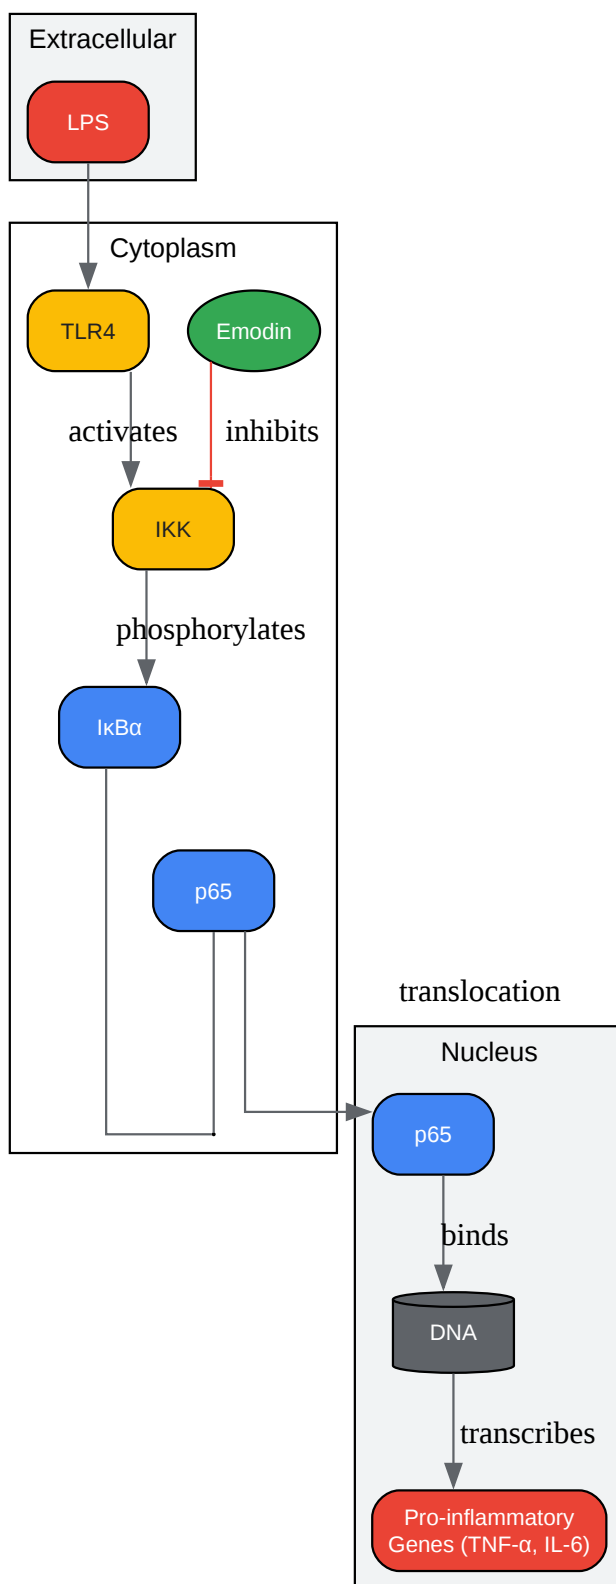 Extracellular
LPS
Cytoplasm
TLR4
Emodin
activates
inhibits
IKK
phosphorylates
IκBα
p65
translocation
Nucleus
p65
binds
DNA
transcribes
Pro-inflammatory
Genes (TNF-α, IL-6)